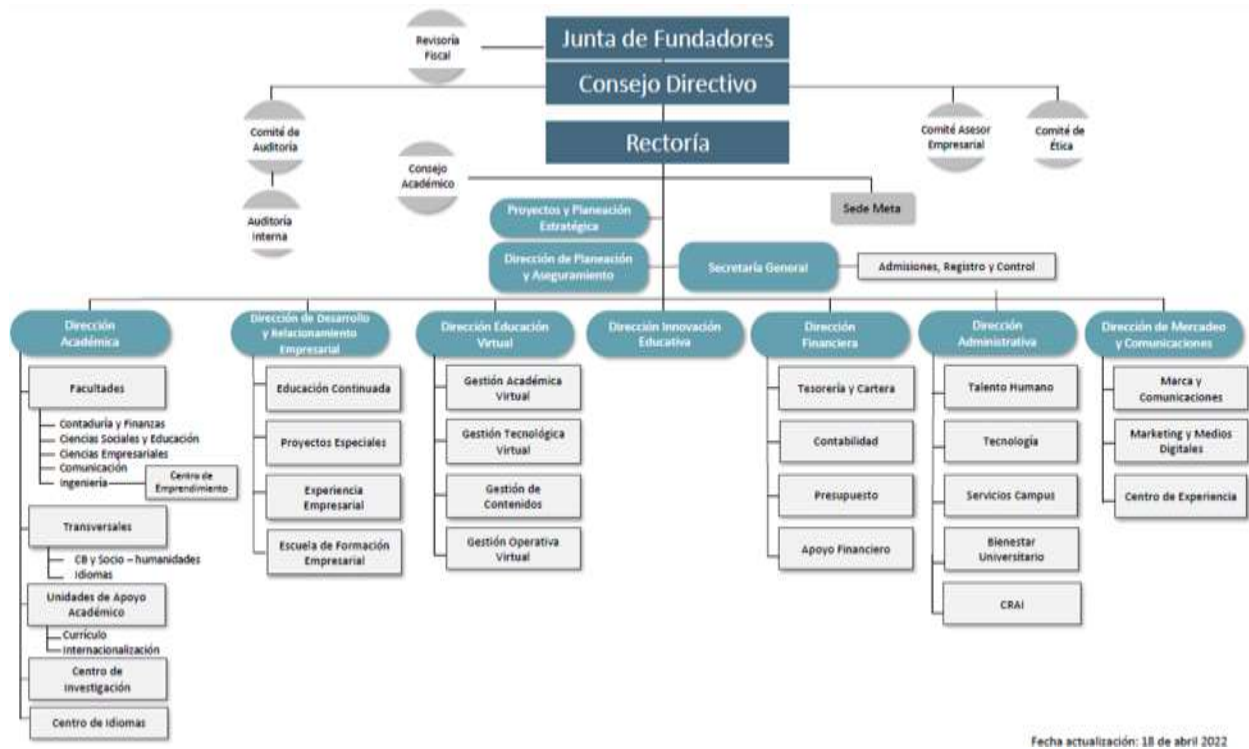 Junta de Fundadores
Revisoría
Fiscal
Consejo Directivo
Comité de
Auditoría
Comité Asesor
Empresarial
Comité de
Ética
Rectoría
Consejo
Académico
Auditoría
Interna
Sede Meta
Proyectos y Planeación
Estratégica
Dirección de Planeación
y Aseguramiento
Secretaría General
Admisiones, Registro y Control
Dirección
Académica
Facultades
Contaduría y Finanzas
Ciencias Sociales y Educación
Ciencias Empresariales
Comunicación
Ingeniería
Centro de
Emprendimiento
Transversales
CB y Socio – humanidades
Idiomas
Unidades de Apoyo
Académico
Currículo
Internacionalización
Centro de
Investigación
Centro de Idiomas
Dirección de Desarrollo
y Relacionamiento
Empresarial
Educación Continuada
Proyectos Especiales
Experiencia
Empresarial
Escuela de Formación
Empresarial
Dirección Educación
Virtual
Gestión Académica
Virtual
Gestión Tecnológica
Virtual
Gestión de
Contenidos
Gestión Operativa
Virtual
Dirección Innovación
Educativa
Dirección
Financiera
Tesorería y Cartera
Contabilidad
Presupuesto
Apoyo Financiero
Dirección
Administrativa
Talento Humano
Tecnología
Servicios Campus
Bienestar
Universitario
CRAI
Dirección de Mercadeo
y Comunicaciones
Marca y
Comunicaciones
Marketing y Medios
Digitales
Centro de Experiencia
Fecha actualización: 18 de abril 2022